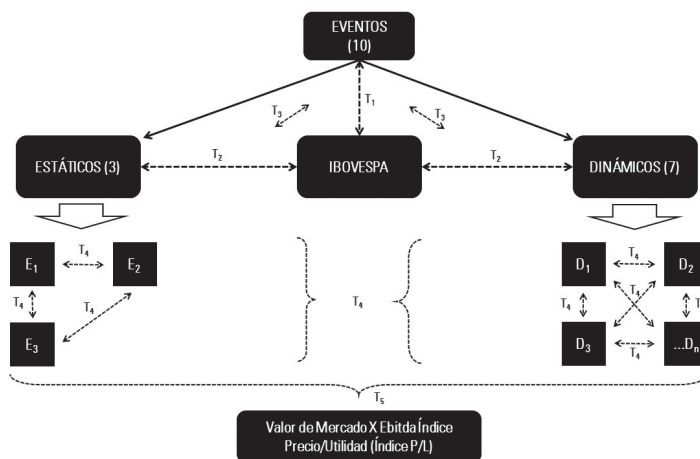 EVENTOS
(10)
T₃
T₁
T₃
ESTÁTICOS (3)
T₂
IBOVESPA
T₂
DINÁMICOS (7)
E₁
T₄
E₂
T₄
T₄
E₃
T₄
D₁
T₄
D₂
T₄
T₄
T
D₃
T₄
...Dₙ
T₅
Valor de Mercado X Ebitda Índice
Precio/Utilidad (Índice P/L)